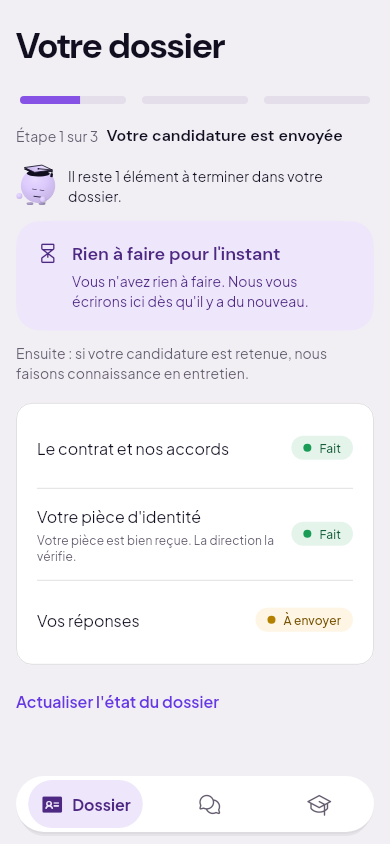 Votre dossier
Étape 1 sur 3 Votre candidature est envoyée
Il reste 1 élément à terminer dans votre
dossier.
Rien à faire pour l'instant
Vous n'avez rien à faire. Nous vous
écrirons ici dès qu'il y a du nouveau.
Ensuite : si votre candidature est retenue, nous
faisons connaissance en entretien.
Le contrat et nos accords
Fait
Votre pièce d'identité
Votre pièce est bien reçue. La direction la
vérifie.
Fait
Vos réponses
À envoyer
Actualiser l'état du dossier
Dossier